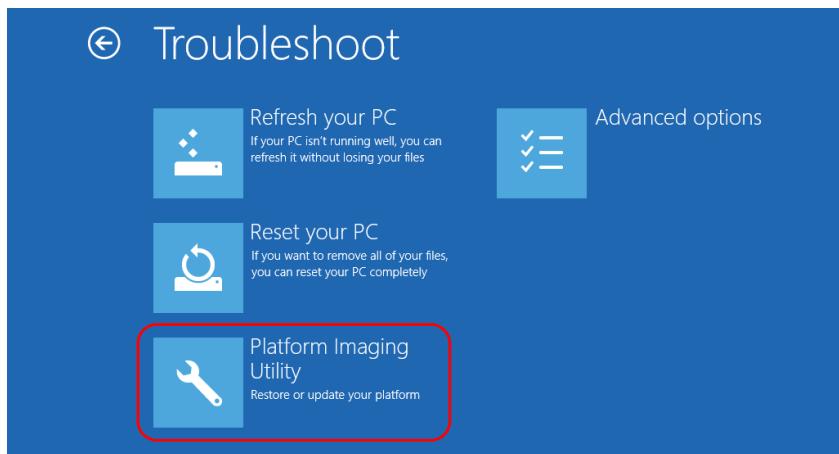 Troubleshoot
Refresh your PC
If your PC isn't running well, you can
refresh it without losing your files
Advanced options
Reset your PC
If you want to remove all of your files,
you can reset your PC completely
Platform Imaging
Utility
Restore or update your platform